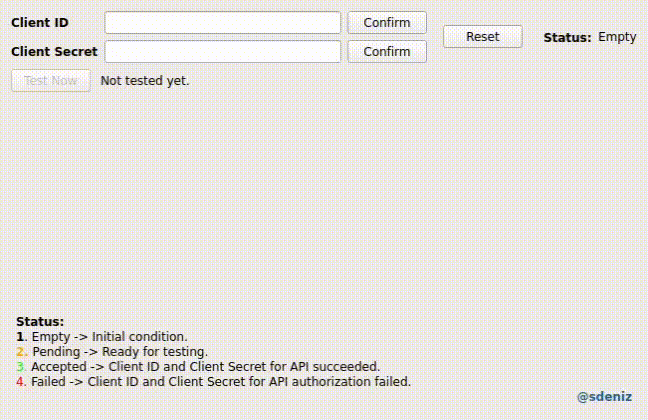 Client ID Confirm
Client Secret Confirm
Reset
Status: Empty
Test Now Not tested yet.
Status:
1. Empty -> Initial condition.
2. Pending -> Ready for testing.
3. Accepted -> Client ID and Client Secret for API succeeded.
4. Failed -> Client ID and Client Secret for API authorization failed.
@sdeniz